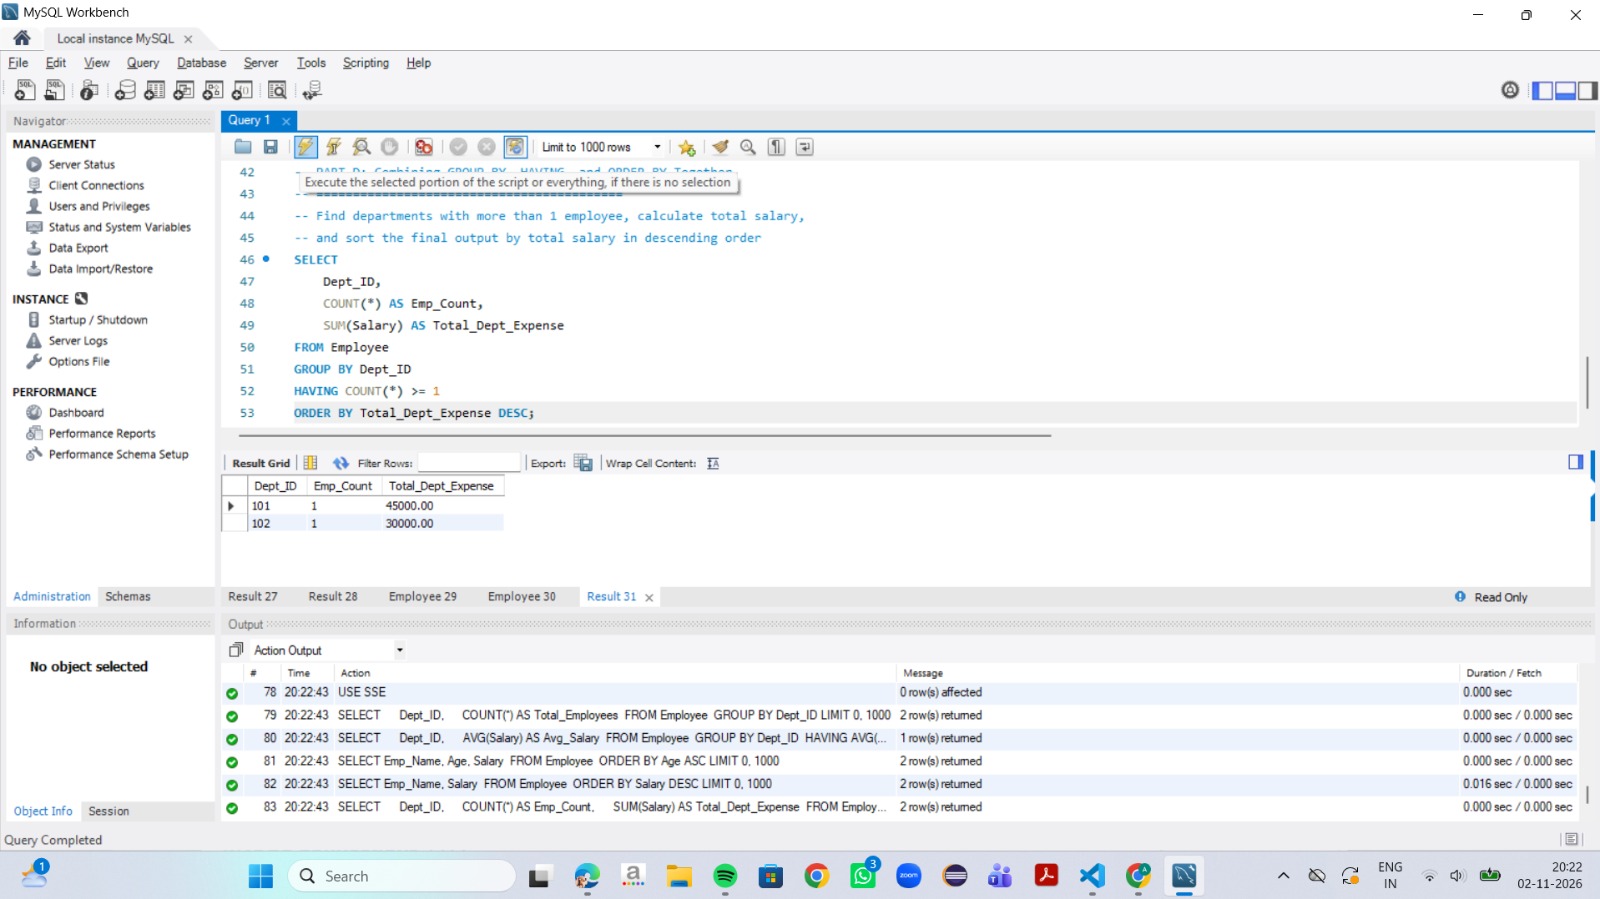 MySQL Workbench
Local instance MySQL
File Edit View Query Database Server Tools Scripting Help
Navigator
MANAGEMENT
Server Status
Client Connections
Users and Privileges
Status and System Variables
Data Export
Data Import/Restore
INSTANCE
Startup / Shutdown
Server Logs
Options File
PERFORMANCE
Dashboard
Performance Reports
Performance Schema Setup
Administration Schemas
Query 1
Limit to 1000 rows
42 -- PART D: Combining GROUP BY, HAVING, and ORDER BY Together
Execute the selected portion of the script or everything, if there is no selection
43
44 -- Find departments with more than 1 employee, calculate total salary,
45 -- and sort the final output by total salary in descending order
46 SELECT
47 Dept_ID,
48 COUNT(*) AS Emp_Count,
49 SUM(Salary) AS Total_Dept_Expense
50 FROM Employee
51 GROUP BY Dept_ID
52 HAVING COUNT(*) >= 1
53 ORDER BY Total_Dept_Expense DESC;
Result Grid Filter Rows: Export: Wrap Cell Content:
Dept_ID Emp_Count Total_Dept_Expense
101 1 45000.00
102 1 30000.00
Result 27 Result 28 Employee 29 Employee 30 Result 31 Read Only
Information
No object selected
Object Info Session
Output
Action Output
# Time Action Message Duration / Fetch
78 20:22:43 USE SSE 0 row(s) affected 0.000 sec
79 20:22:43 SELECT Dept_ID, COUNT(*) AS Total_Employees FROM Employee GROUP BY Dept_ID LIMIT 0, 1000 2 row(s) returned 0.000 sec / 0.000 sec
80 20:22:43 SELECT Dept_ID, AVG(Salary) AS Avg_Salary FROM Employee GROUP BY Dept_ID HAVING AVG(... 1 row(s) returned 0.000 sec / 0.000 sec
81 20:22:43 SELECT Emp_Name, Age, Salary FROM Employee ORDER BY Age ASC LIMIT 0, 1000 2 row(s) returned 0.000 sec / 0.000 sec
82 20:22:43 SELECT Emp_Name, Salary FROM Employee ORDER BY Salary DESC LIMIT 0, 1000 2 row(s) returned 0.016 sec / 0.000 sec
83 20:22:43 SELECT Dept_ID, COUNT(*) AS Emp_Count, SUM(Salary) AS Total_Dept_Expense FROM Employ... 2 row(s) returned 0.000 sec / 0.000 sec
Query Completed
1
Search
a
3
zoom
ENG
IN
20:22
02-11-2026